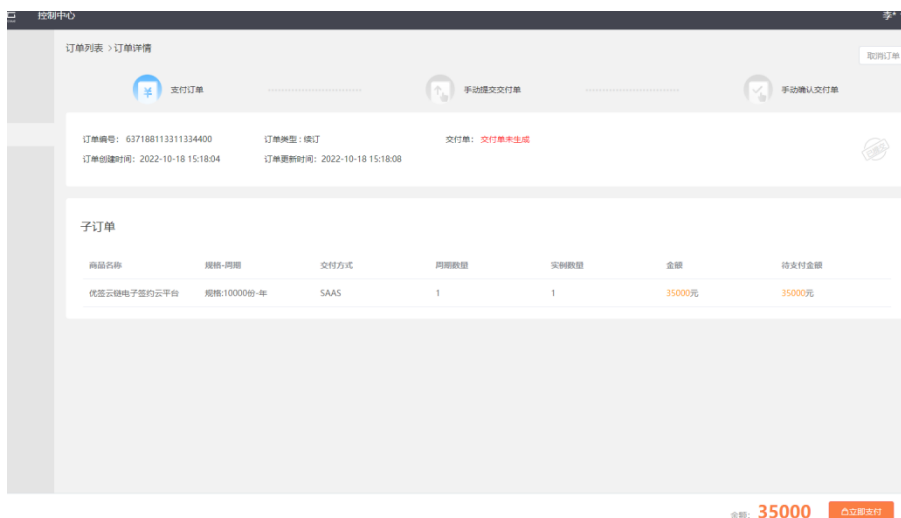 控制中心
李*
订单列表 >订单详情
取消订单
支付订单
手动提交交付单
手动确认交付单
订单编号: 637188113311334400
订单类型 : 续订
交付单: 交付单未生成
订单创建时间: 2022-10-18 15:18:04
订单更新时间: 2022-10-18 15:18:08
子订单
商品名称 规格-周期 交付方式 周期数量 实例数量 金额 待支付金额
优签云链电子签约云平台 规格:10000份-年 SAAS 1 1 35000元 35000元
金额: 35000 立即支付